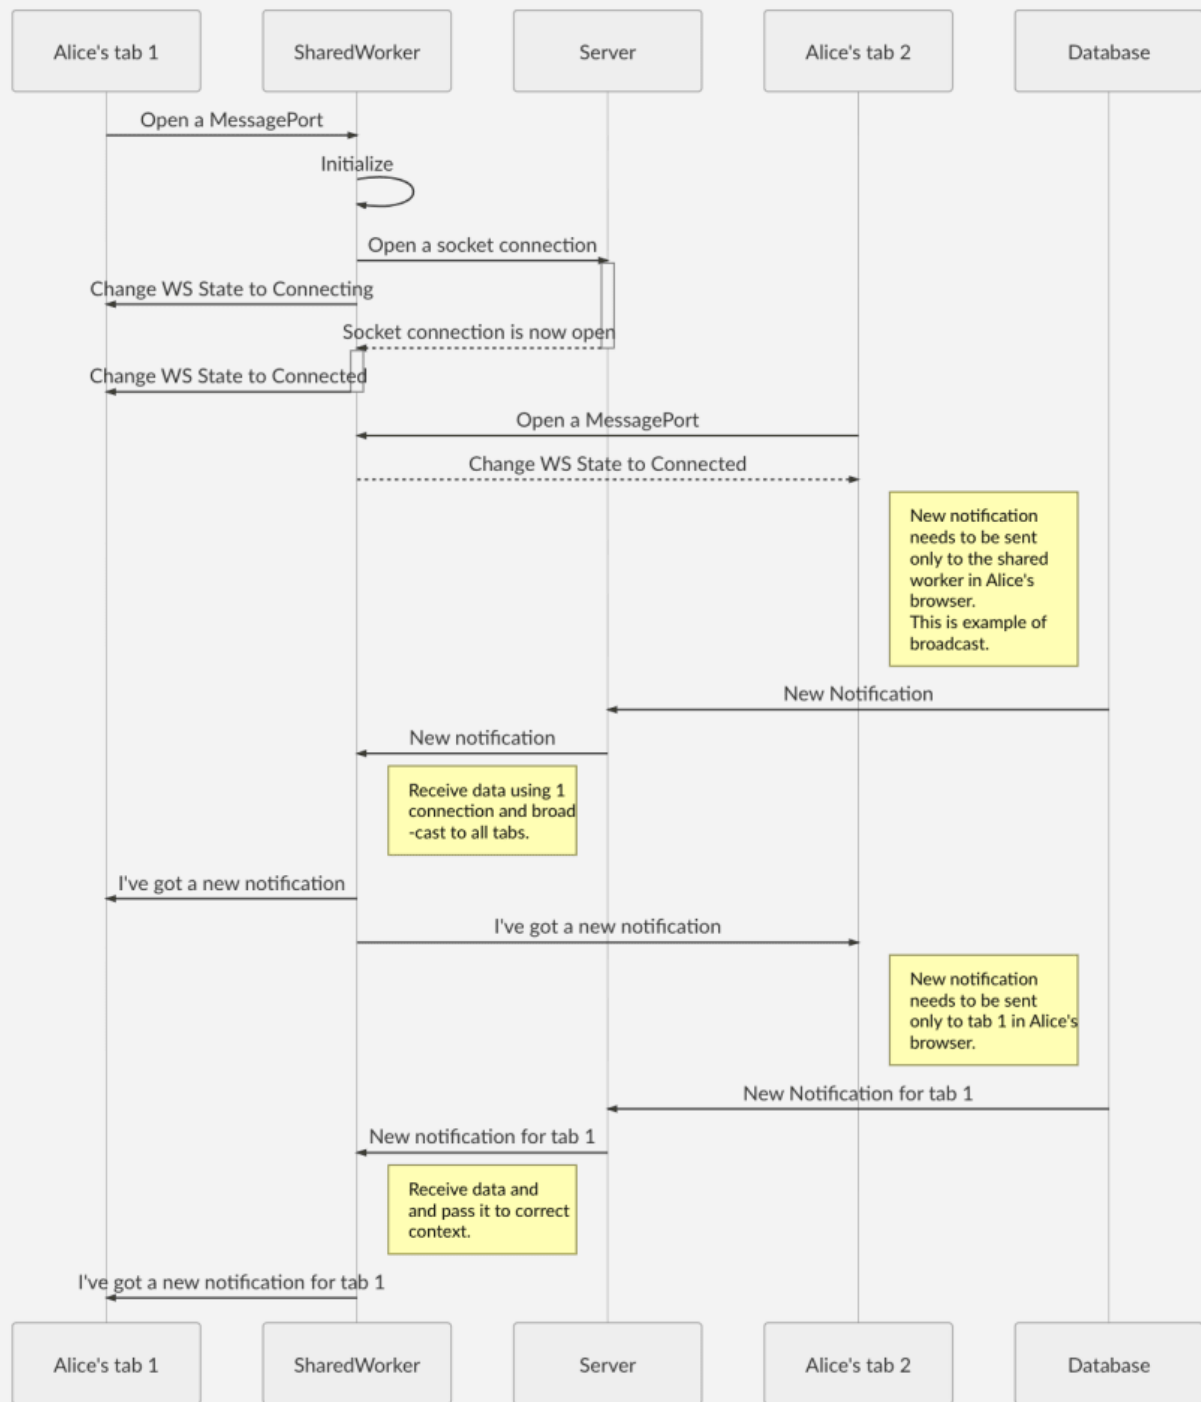 Alice's tab 1
SharedWorker
Server
Alice's tab 2
Database
Open a MessagePort
Initialize
Open a socket connection
Change WS State to Connecting
Socket connection is now open
Change WS State to Connected
Open a MessagePort
Change WS State to Connected
New notification
needs to be sent
only to the shared
worker in Alice's
browser.
This is example of
broadcast.
New Notification
New notification
Receive data using 1
connection and broad
-cast to all tabs.
I've got a new notification
I've got a new notification
New notification
needs to be sent
only to tab 1 in Alice's
browser.
New Notification for tab 1
New notification for tab 1
Receive data and
and pass it to correct
context.
I've got a new notification for tab 1
Alice's tab 1
SharedWorker
Server
Alice's tab 2
Database